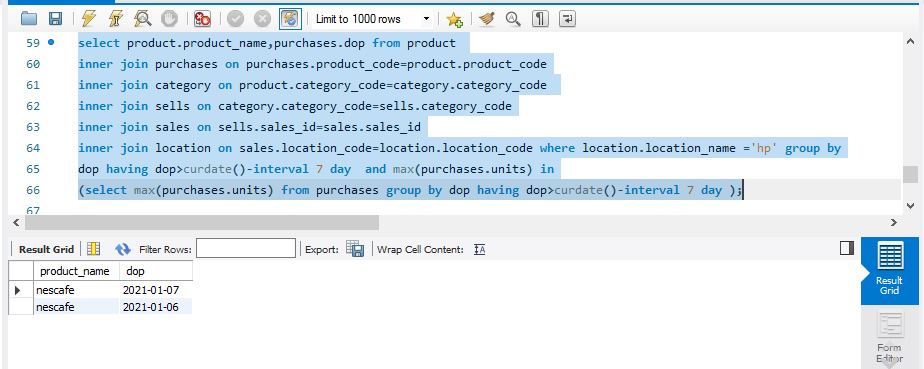 Limit to 1000 rows
59 select product.product_name,purchases.dop from product
60 inner join purchases on purchases.product_code=product.product_code
61 inner join category on product.category_code=category.category_code
62 inner join sells on category.category_code=sells.category_code
63 inner join sales on sells.sales_id=sales.sales_id
64 inner join location on sales.location_code=location.location_code where location.location_name ='hp' group by
65 dop having dop>curdate()-interval 7 day  and max(purchases.units) in
66 (select max(purchases.units) from purchases group by dop having dop>curdate()-interval 7 day );
67
Result Grid Filter Rows: Export: Wrap Cell Content: IA
product_name dop
nescafe 2021-01-07
nescafe 2021-01-06
Result
Grid
Form
Editor